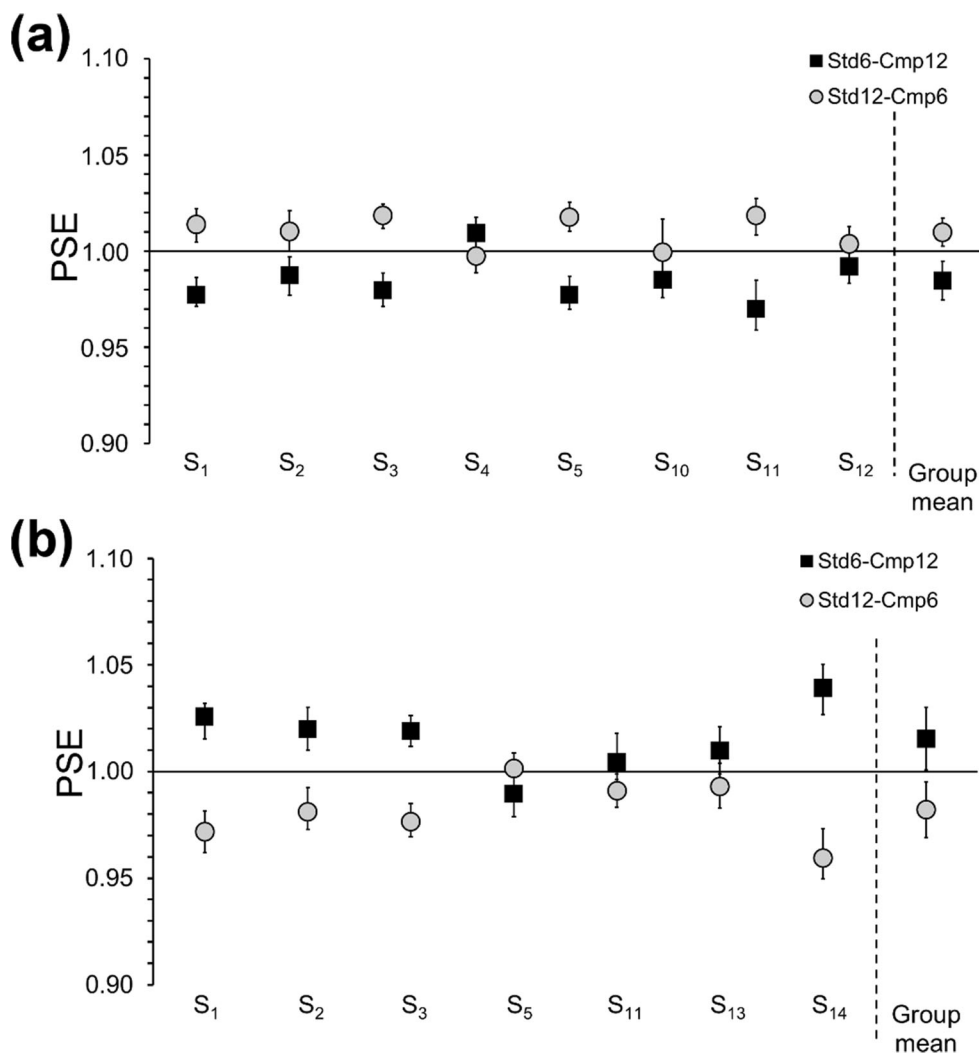 (a)
1.10
Std6-Cmp12
Std12-Cmp6
1.05
PSE
1.00
0.95
0.90
S₁ S₂ S₃ S₄ S₅ S₁₀ S₁₁ S₁₂ Group
mean
(b)
1.10
Std6-Cmp12
Std12-Cmp6
1.05
PSE
1.00
0.95
0.90
S₁ S₂ S₃ S₅ S₁₁ S₁₃ S₁₄ Group
mean